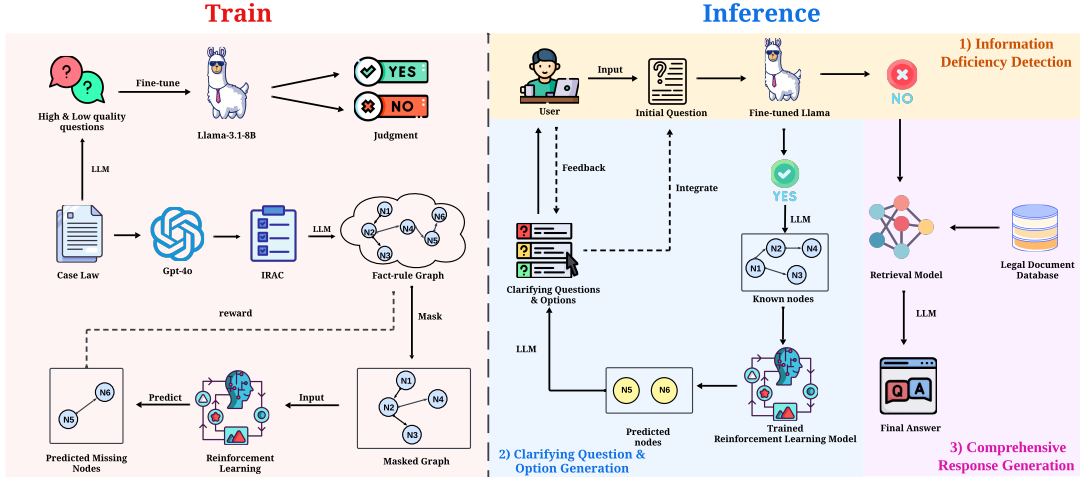 Train
Inference
High & Low quality
questions
Fine-tune
Llama-3.1-8B
YES
NO
Judgment
LLM
Case Law
Gpt-4o
IRAC
LLM
N1
N2
N3
N4
N5
N6
Fact-rule Graph
reward
Mask
N5
N6
Predicted Missing
Nodes
Predict
Reinforcement
Learning
Input
N1
N2
N3
N4
Masked Graph
1) Information
Deficiency Detection
User
Input
Initial Question
Fine-tuned Llama
NO
Feedback
Integrate
YES
LLM
Clarifying Questions
& Options
N1
N2
N3
N4
Known nodes
LLM
N5
N6
Predicted
nodes
Trained
Reinforcement Learning Model
2) Clarifying Question &
Option Generation
Retrieval Model
Legal Document
Database
LLM
Q A
Final Answer
3) Comprehensive
Response Generation